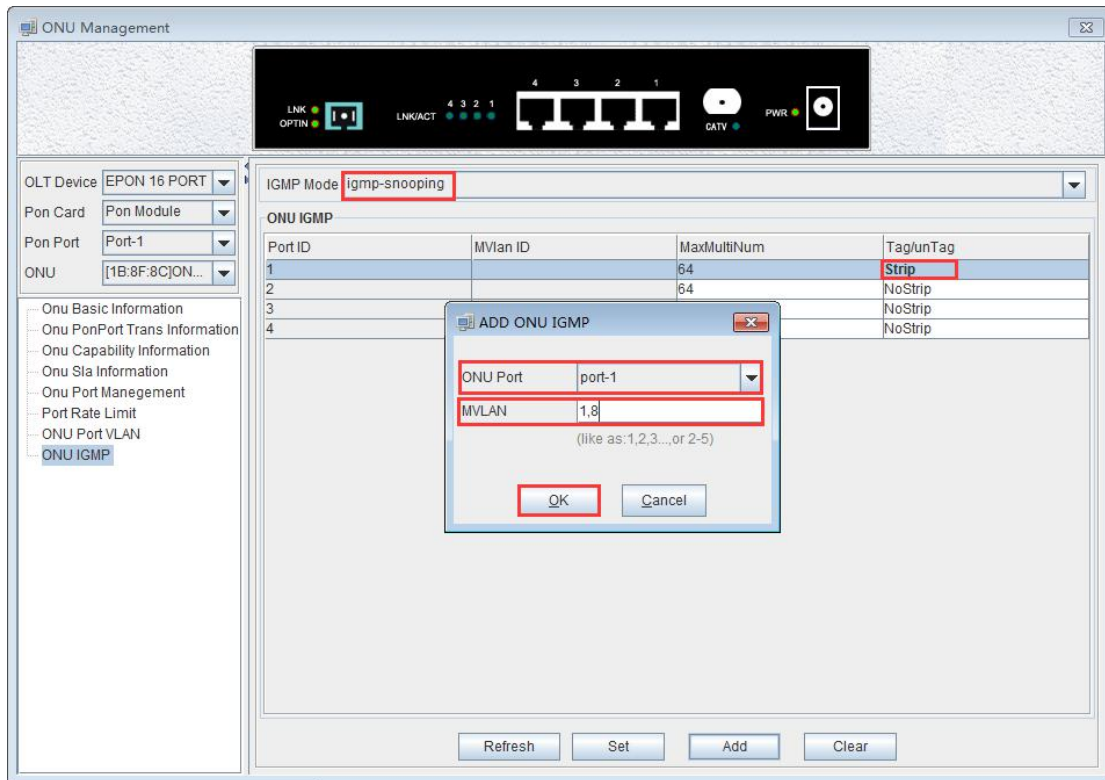 ONU Management
4 3 2 1
LNK
OPTIN
LNK/ACT
4 3 2 1
CATV
PWR
OLT Device EPON 16 PORT
Pon Card Pon Module
Pon Port Port-1
ONU [1B:8F:8C]ON...
Onu Basic Information
Onu PonPort Trans Information
Onu Capability Information
Onu Sla Information
Onu Port Manegement
Port Rate Limit
ONU Port VLAN
ONU IGMP
IGMP Mode igmp-snooping
ONU IGMP
Port ID MVlan ID MaxMultiNum Tag/unTag
1 64 Strip
2 64 NoStrip
3 NoStrip
4 NoStrip
ADD ONU IGMP
ONU Port port-1
MVLAN 1,8
(like as:1,2,3...,or 2-5)
OK Cancel
Refresh Set Add Clear